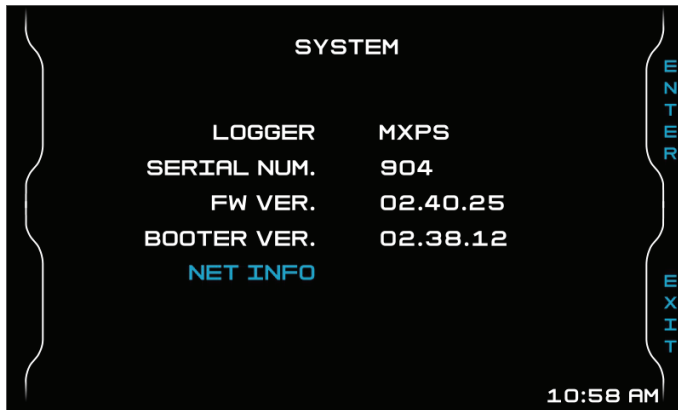 SYSTEM
LOGGER MXPS
SERIAL NUM. 904
FW VER. 02.40.25
BOOTER VER. 02.38.12
NET INFO
ENTER
EXIT
10:58 AM